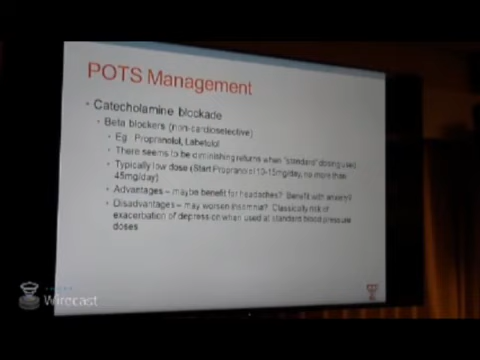 POTS Management
• Catecholamine blockade
• Beta blockers (non-cardioselective)
• Eg. Propranolol, Labetolol
• There seems to be diminishing returns when "standard" dosing used
• Typically low dose (Start Propranolol 10-15mg/day, no more than
45mg/day)
• Advantages – maybe benefit for headaches? Benefit with anxiety?
• Disadvantages – may worsen insomnia? Classically risk of
exacerbation of depression when used at standard blood pressure
doses
Wirecast